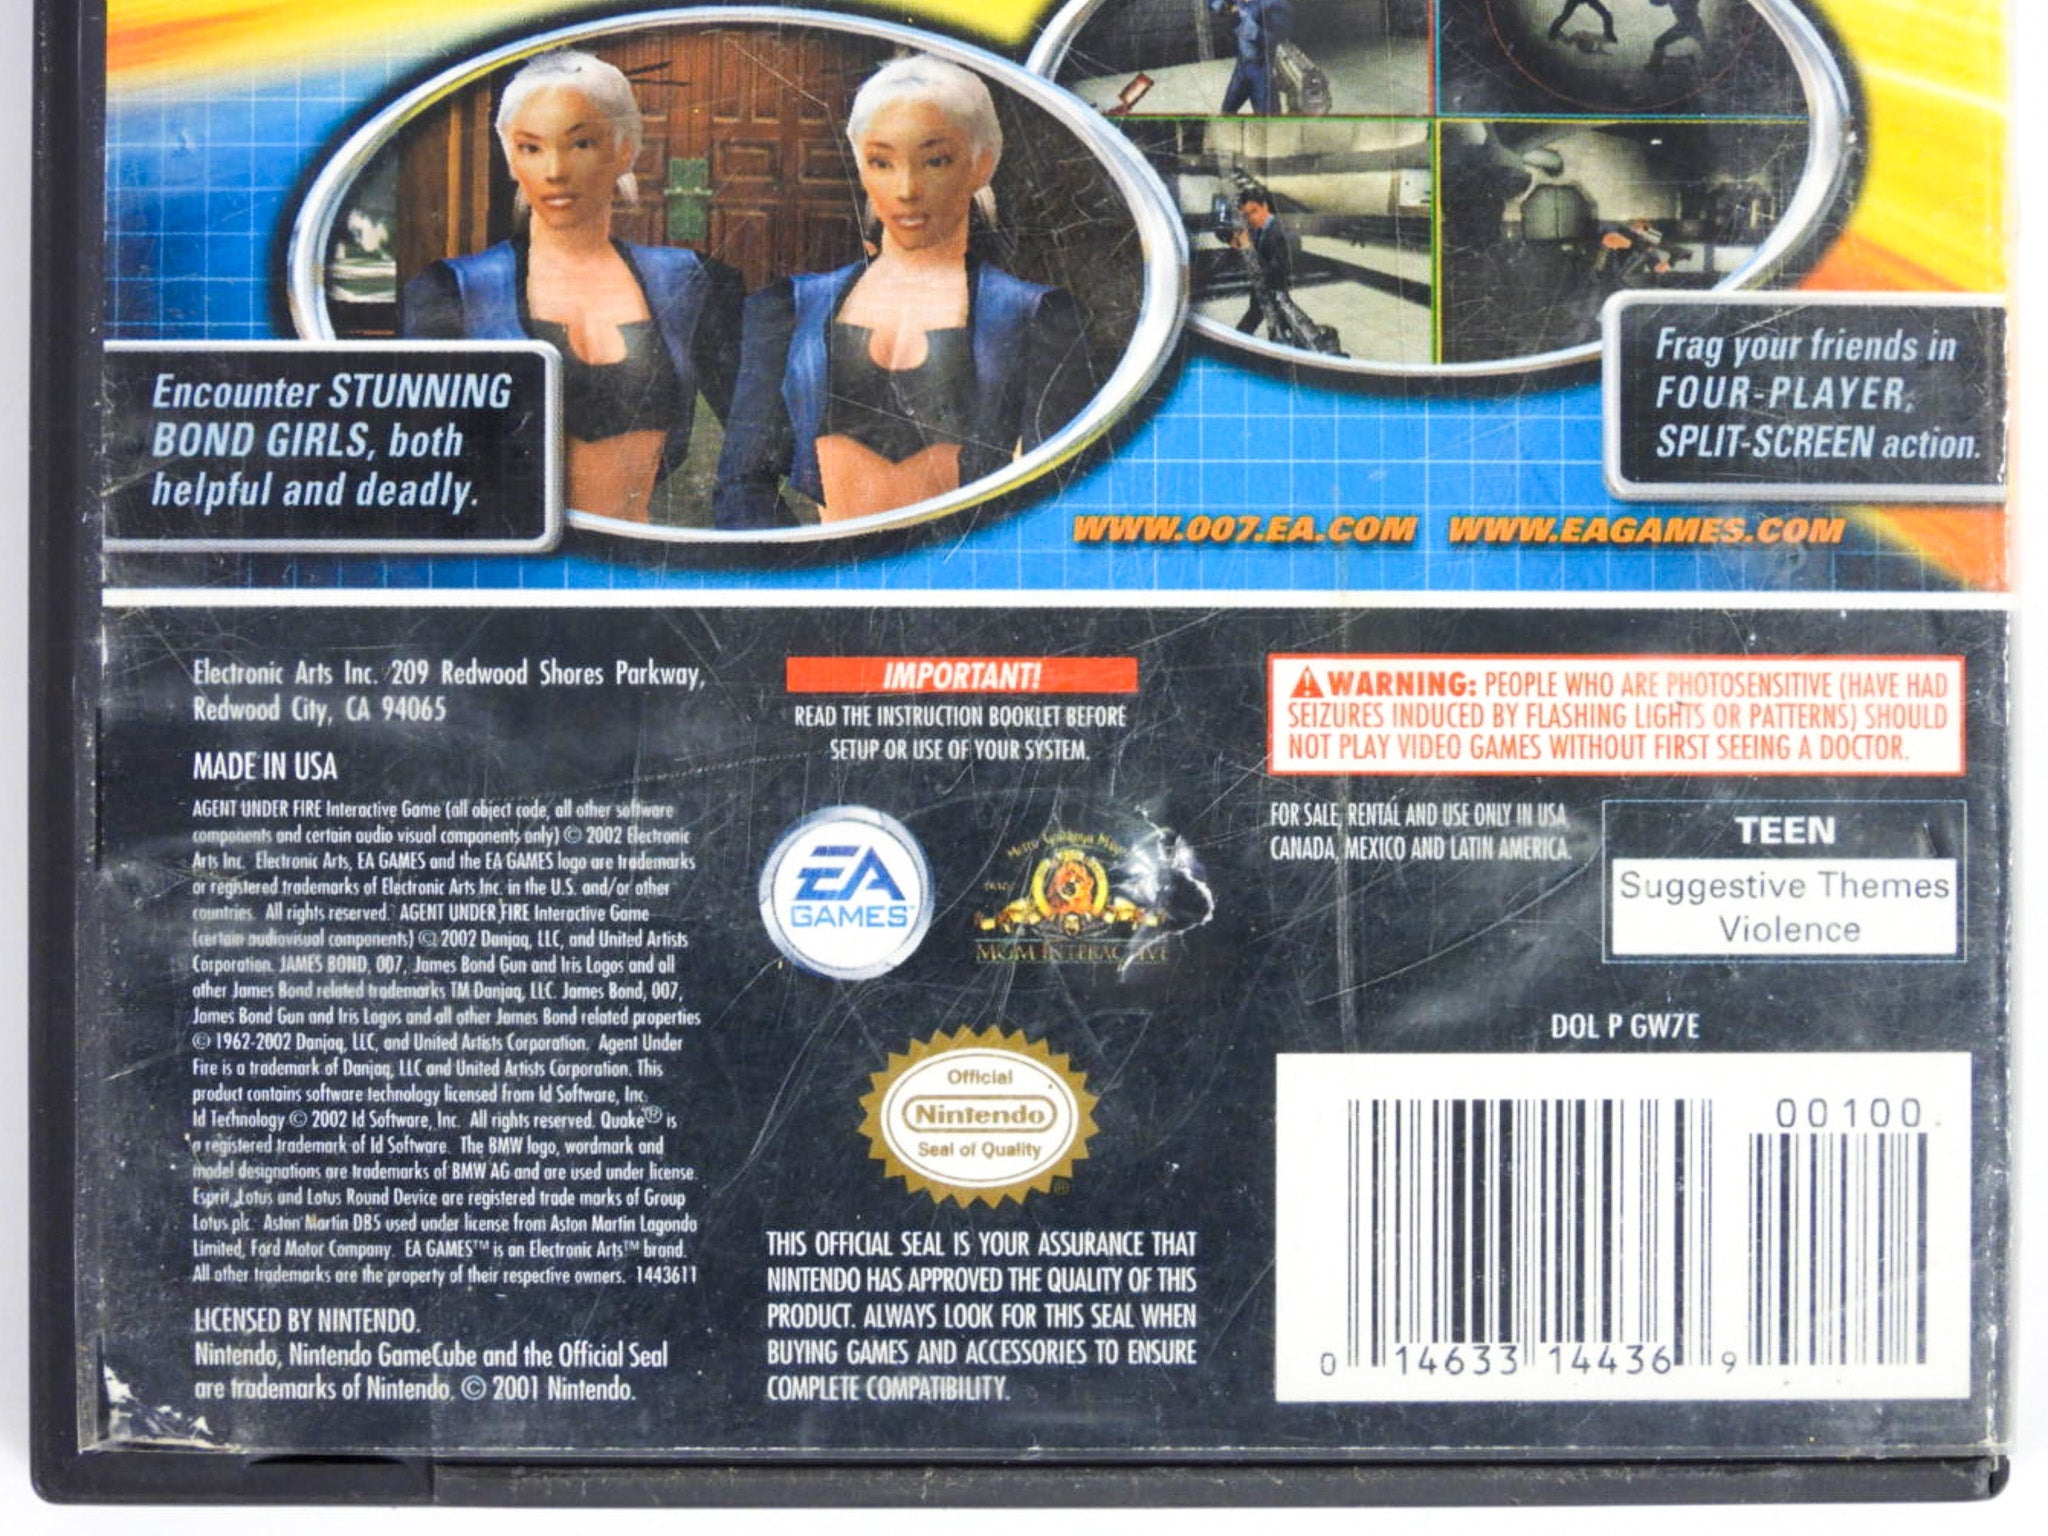 Encounter STUNNING
BOND GIRLS, both
helpful and deadly.
Frag your friends in
FOUR-PLAYER,
SPLIT-SCREEN action.
WWW.007.EA.COM WWW.EAGAMES.COM
Electronic Arts Inc. 209 Redwood Shores Parkway,
Redwood City, CA 94065
MADE IN USA
AGENT UNDER FIRE Interactive Game (all object code, all other software
components and certain audio visual components only) © 2002 Electronic
Arts Inc. Electronic Arts, EA GAMES and the EA GAMES logo are trademarks
or registered trademarks of Electronic Arts Inc. in the U.S. and/or other
countries. All rights reserved. AGENT UNDER FIRE Interactive Game
(certain audiovisual components) © 2002 Danjaq, LLC, and United Artists
Corporation. JAMES BOND, 007, James Bond Gun and Iris Logos and all
other James Bond related trademarks TM Danjaq, LLC. James Bond, 007,
James Bond Gun and Iris Logos and all other James Bond related properties
© 1962-2002 Danjaq, LLC, and United Artists Corporation. Agent Under
Fire is a trademark of Danjaq, LLC and United Artists Corporation. This
product contains software technology licensed from Id Software, Inc.
Id Technology © 2002 Id Software, Inc. All rights reserved. Quake® is
a registered trademark of Id Software. The BMW logo, wordmark and
model designations are trademarks of BMW AG and are used under license.
Esprit, Lotus and Lotus Round Device are registered trade marks of Group
Lotus plc. Aston Martin DB5 used under license from Aston Martin Lagonda
Limited, Ford Motor Company. EA GAMES™ is an Electronic Arts™ brand.
All other trademarks are the property of their respective owners. 1443611
LICENSED BY NINTENDO.
Nintendo, Nintendo GameCube and the Official Seal
are trademarks of Nintendo. © 2001 Nintendo.
IMPORTANT!
READ THE INSTRUCTION BOOKLET BEFORE
SETUP OR USE OF YOUR SYSTEM.
EA
GAMES™
Metro Goldwyn Mayer
MGM INTERACTIVE
Official
Nintendo
Seal of Quality
THIS OFFICIAL SEAL IS YOUR ASSURANCE THAT
NINTENDO HAS APPROVED THE QUALITY OF THIS
PRODUCT. ALWAYS LOOK FOR THIS SEAL WHEN
BUYING GAMES AND ACCESSORIES TO ENSURE
COMPLETE COMPATIBILITY.
WARNING: PEOPLE WHO ARE PHOTOSENSITIVE (HAVE HAD
SEIZURES INDUCED BY FLASHING LIGHTS OR PATTERNS) SHOULD
NOT PLAY VIDEO GAMES WITHOUT FIRST SEEING A DOCTOR.
FOR SALE, RENTAL AND USE ONLY IN USA,
CANADA, MEXICO AND LATIN AMERICA.
TEEN
Suggestive Themes
Violence
DOL P GW7E
00100
0 14633 14436 9